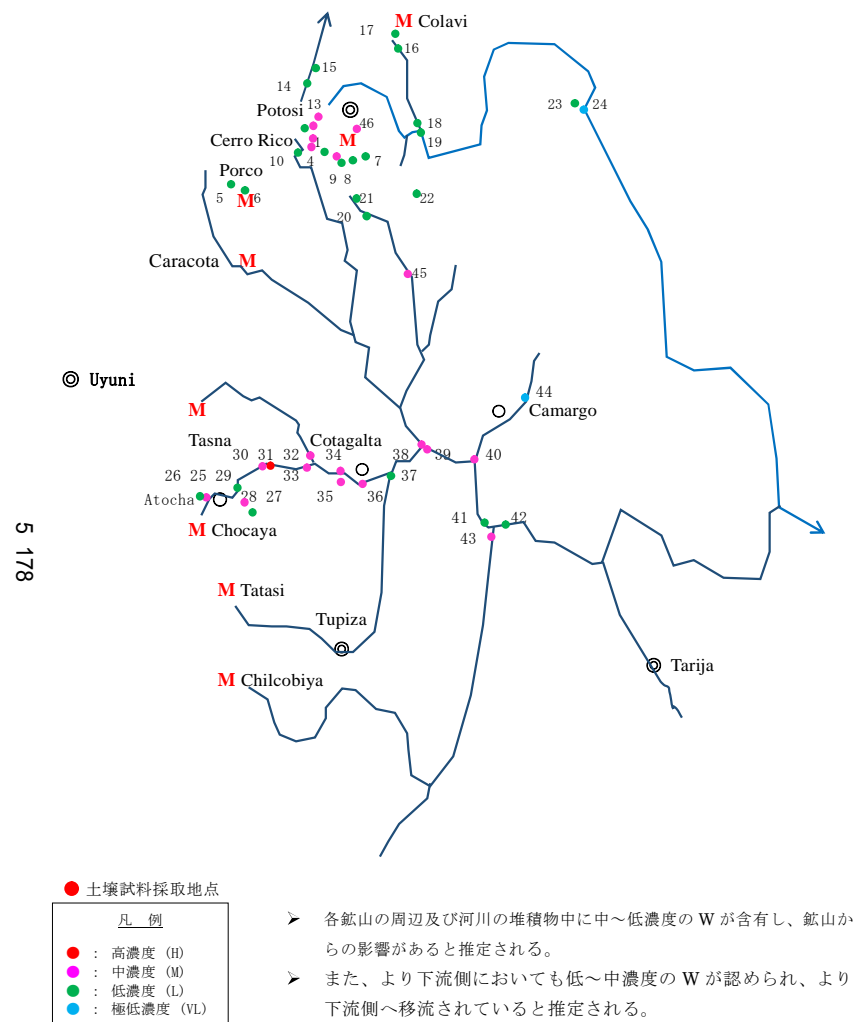 17 M Colavi
16
15
14
Potosi 13 46 23 24
18
Cerro Rico 1 M 19
10 4 7
Porco 9 8
5 6 21 22
M 20
Caracota M
45
Uyuni
M 44
Camargo
Tasna Cotagalta
30 31 32 34 38 39 40
26 25 29 33 37
Atocha 28 27 35 36
M Chocaya 41 42
43
M Tatasi
Tupiza
Tarija
M Chilcobiya
5 178
土壌試料採取地点
凡 例
: 高濃度 (H)
: 中濃度 (M)
: 低濃度 (L)
: 極低濃度 (VL)
➢ 各鉱山の周辺及び河川の堆積物中に中～低濃度の W が含有し、鉱山か
らの影響があると推定される。
➢ また、より下流側においても低～中濃度の W が認められ、より
下流側へ移流されていると推定される。